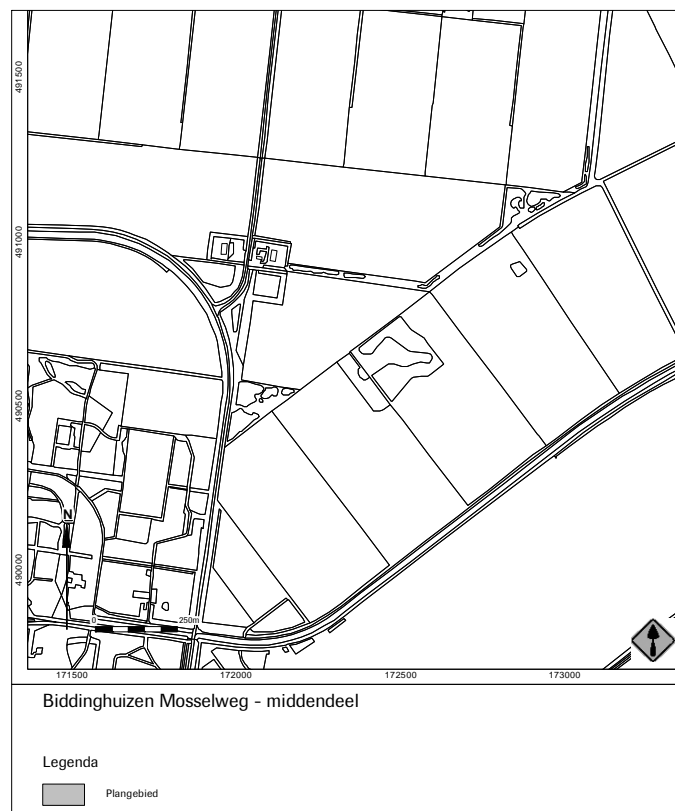 491500
491000
490500
490000
N
0 250m
171500 172000 172500 173000
Biddinghuizen Mosselweg - middendeel
Legenda
Plangebied